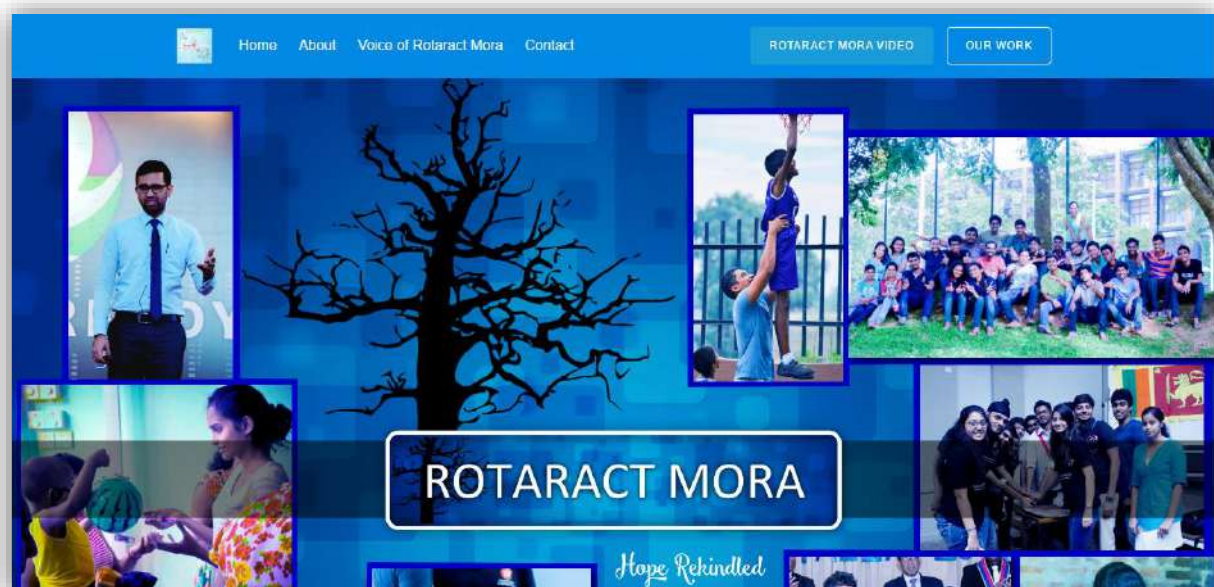 Home About Voice of Rotaract Mora Contact ROTARACT MORA VIDEO OUR WORK
ROTARACT MORA
Hope Rekindled